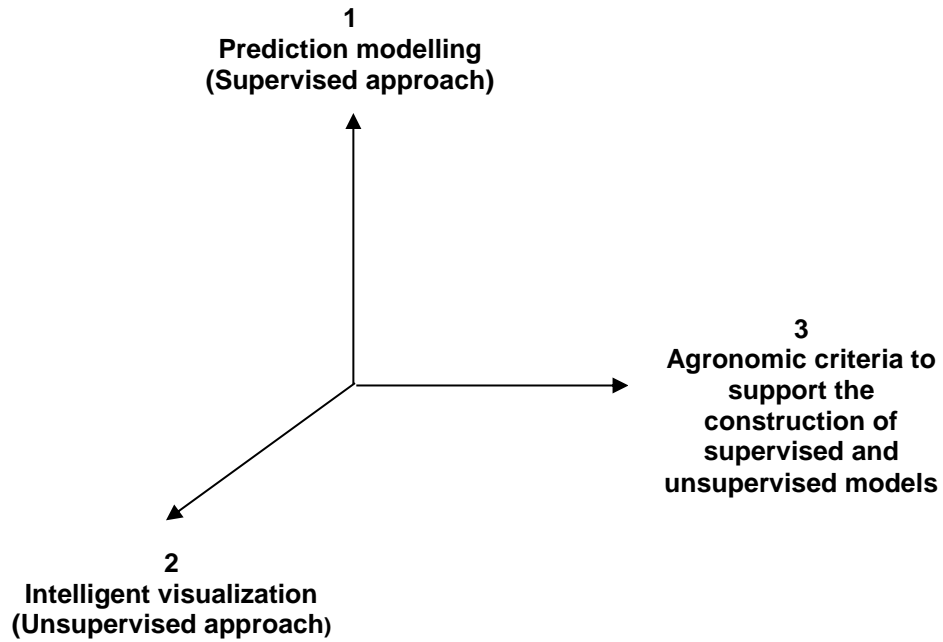 1
Prediction modelling
(Supervised approach)
3
Agronomic criteria to
support the
construction of
supervised and
unsupervised models
2
Intelligent visualization
(Unsupervised approach)